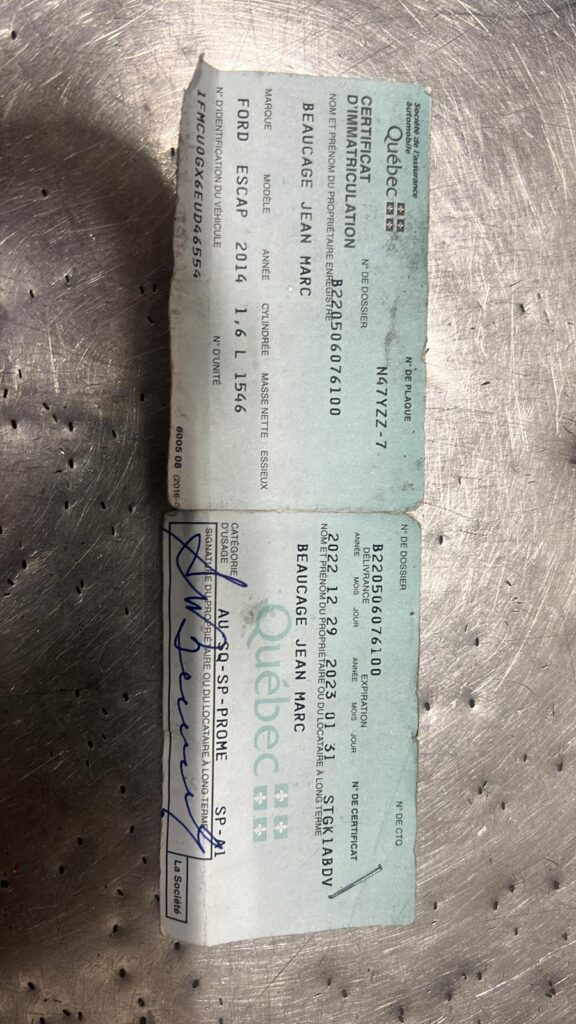 Société de l'assurance
automobile
Québec
N° DE PLAQUE
N47YZZ-7
CERTIFICAT
D'IMMATRICULATION
N° DE DOSSIER
B220506076100
NOM ET PRÉNOM DU PROPRIÉTAIRE ENREGISTRÉ
BEAUCAGE JEAN MARC
MARQUE MODÈLE ANNÉE CYLINDRÉE MASSE NETTE ESSIEUX
FORD ESCAP 2014 1,6 L 1546
N° D'IDENTIFICATION DU VÉHICULE N° D'UNITÉ
1FMCU0GX6EUD46554
6005 08 (2016-
N° DE DOSSIER N° DE CTQ
B220506076100
DÉLIVRANCE EXPIRATION
ANNÉE MOIS JOUR ANNÉE MOIS JOUR N° DE CERTIFICAT
2022 12 29 2023 01 31 STGK1ABDV
NOM ET PRÉNOM DU PROPRIÉTAIRE OU DU LOCATAIRE À LONG TERME
BEAUCAGE JEAN MARC
Québec
CATÉGORIE
D'USAGE
AU SQ-SP-PROME SP-A1
SIGNATURE DU PROPRIÉTAIRE OU DU LOCATAIRE À LONG TERME
La Société